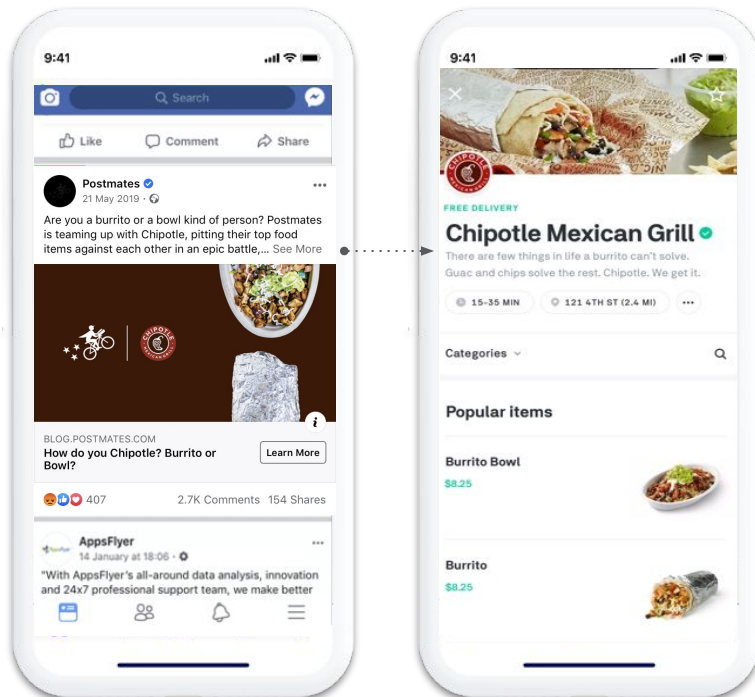 9:41
Search
Like Comment Share
Postmates
21 May 2019 ·
Are you a burrito or a bowl kind of person? Postmates
is teaming up with Chipotle, pitting their top food
items against each other in an epic battle,... See More
CHIPOTLE
MEXICAN GRILL
BLOG.POSTMATES.COM
How do you Chipotle? Burrito or
Bowl?
Learn More
407 2.7K Comments 154 Shares
AppsFlyer
14 January at 18:06 ·
"With AppsFlyer's all-around data analysis, innovation
and 24x7 professional support team, we make better
9:41
CHIPOTLE
MEXICAN GRILL
FREE DELIVERY
Chipotle Mexican Grill
There are few things in life a burrito can't solve.
Guac and chips solve the rest. Chipotle. We get it.
15-35 MIN 121 4TH ST (2.4 MI)
Categories
Popular items
Burrito Bowl
$8.25
Burrito
$8.25